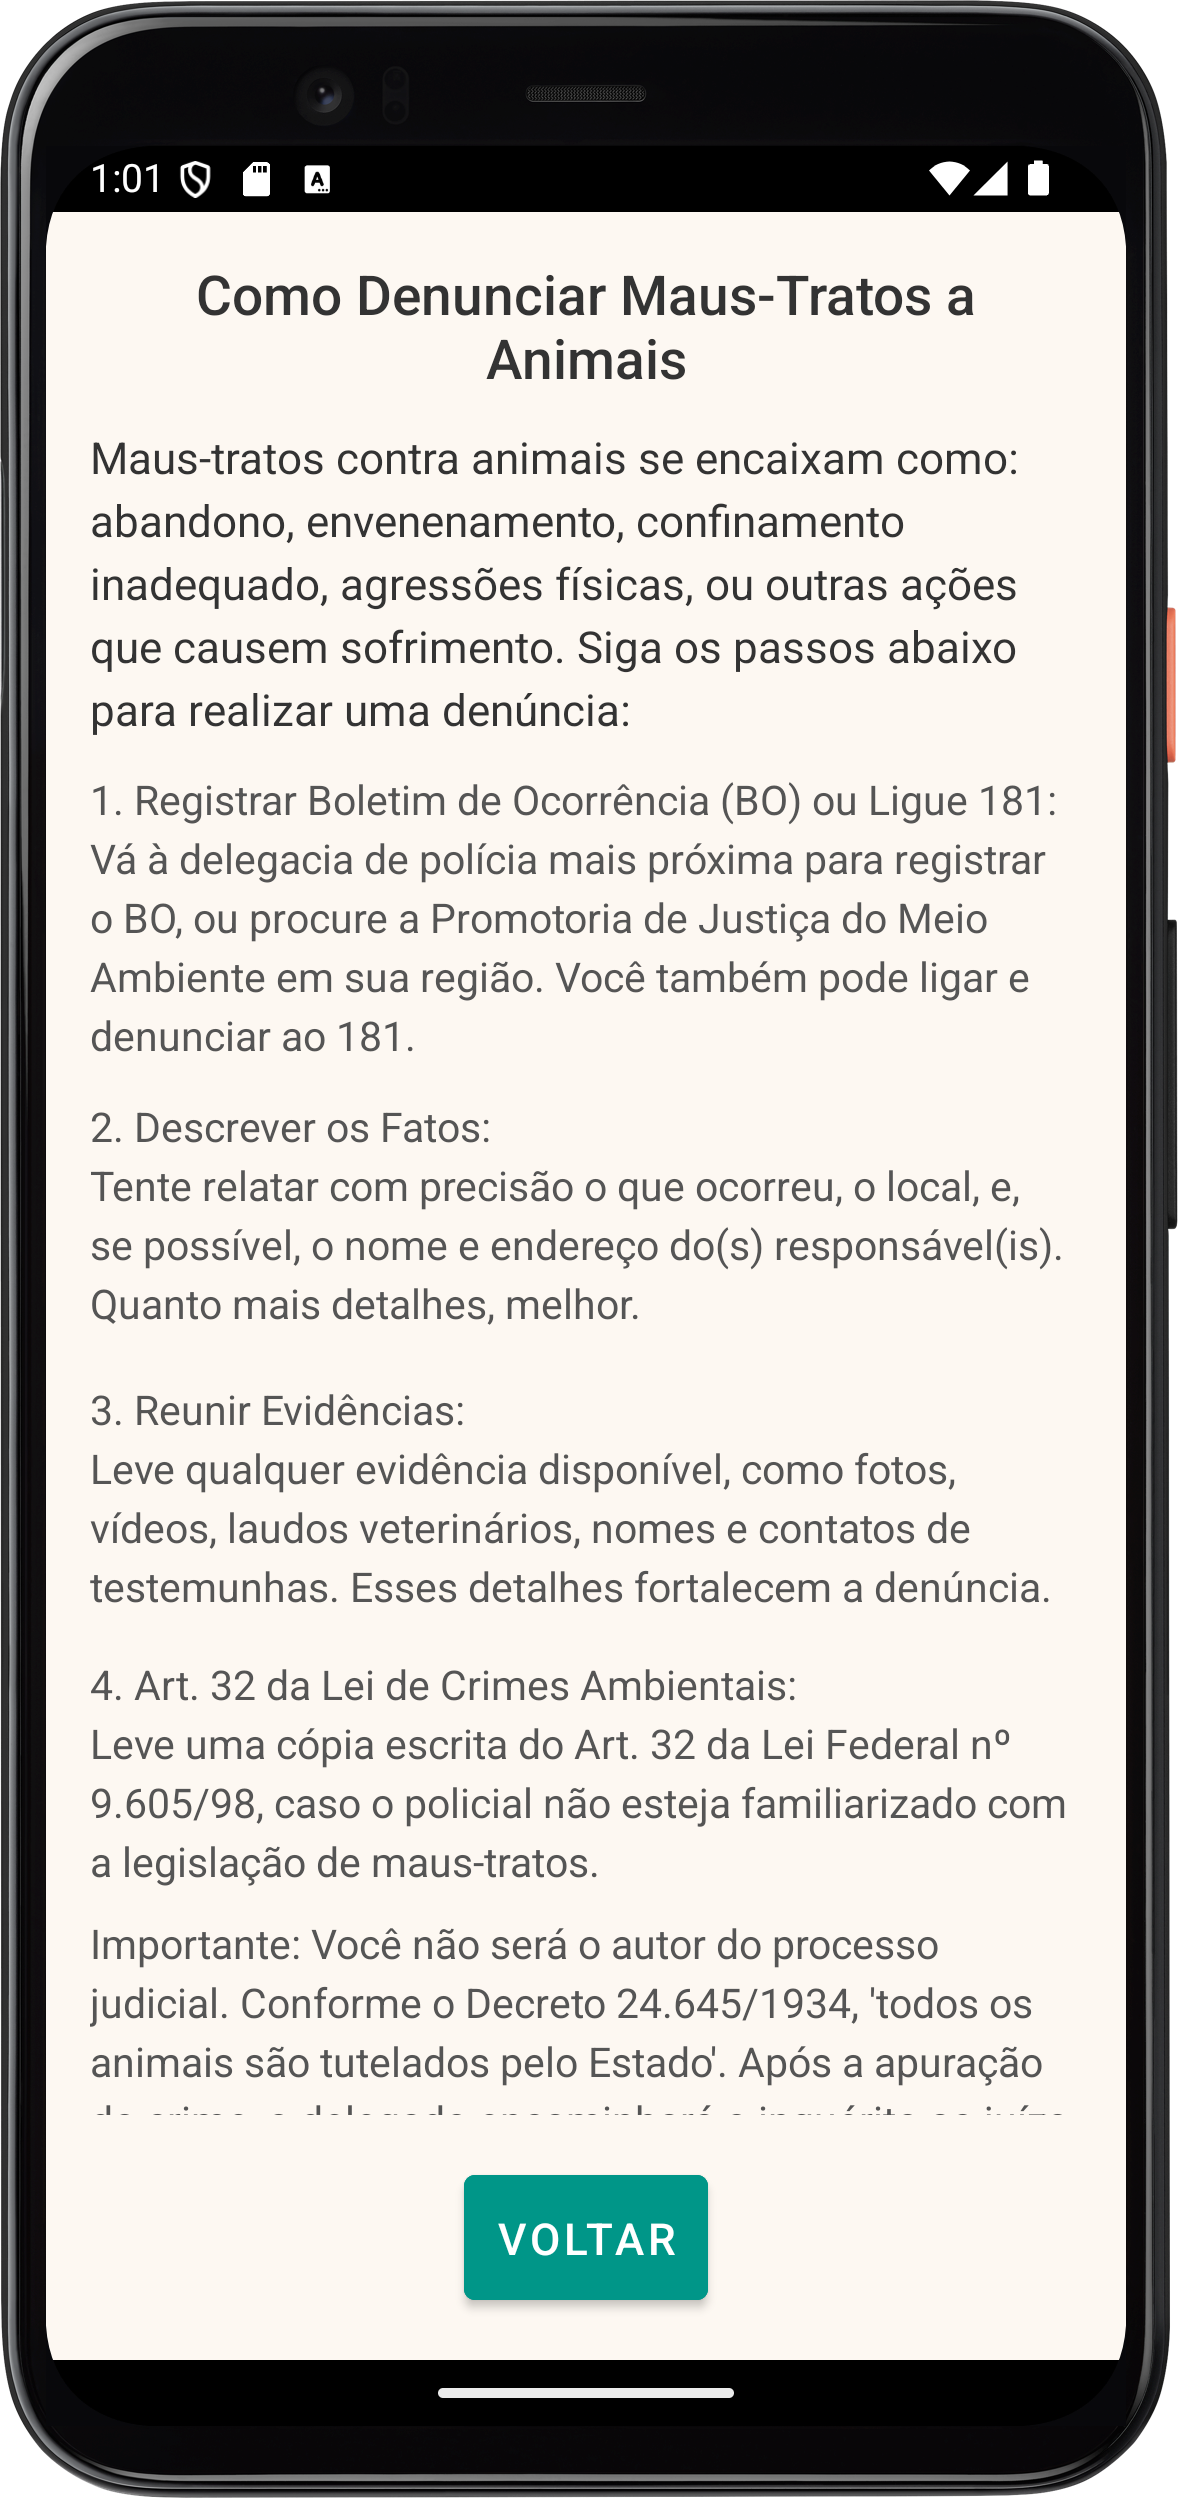 1:01
Como Denunciar Maus-Tratos a
Animais
Maus-tratos contra animais se encaixam como:
abandono, envenenamento, confinamento
inadequado, agressões físicas, ou outras ações
que causem sofrimento. Siga os passos abaixo
para realizar uma denúncia:
1. Registrar Boletim de Ocorrência (BO) ou Ligue 181:
Vá à delegacia de polícia mais próxima para registrar
o BO, ou procure a Promotoria de Justiça do Meio
Ambiente em sua região. Você também pode ligar e
denunciar ao 181.
2. Descrever os Fatos:
Tente relatar com precisão o que ocorreu, o local, e,
se possível, o nome e endereço do(s) responsável(is).
Quanto mais detalhes, melhor.
3. Reunir Evidências:
Leve qualquer evidência disponível, como fotos,
vídeos, laudos veterinários, nomes e contatos de
testemunhas. Esses detalhes fortalecem a denúncia.
4. Art. 32 da Lei de Crimes Ambientais:
Leve uma cópia escrita do Art. 32 da Lei Federal nº
9.605/98, caso o policial não esteja familiarizado com
a legislação de maus-tratos.
Importante: Você não será o autor do processo
judicial. Conforme o Decreto 24.645/1934, 'todos os
animais são tutelados pelo Estado'. Após a apuração
VOLTAR